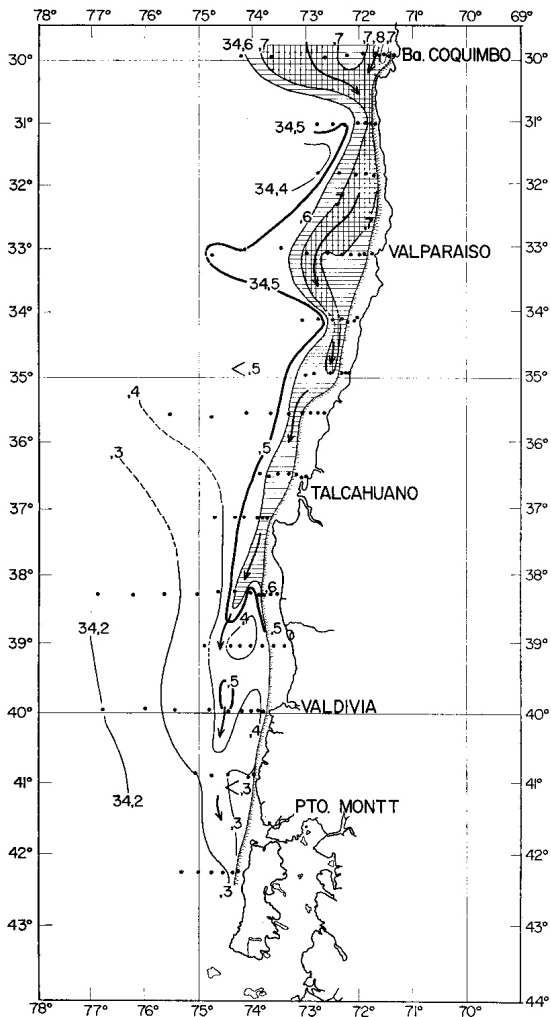 78° 77° 76° 75° 74° 73° 72° 71° 70° 69°
34,6 ,7 ,7 ,7 ,8 ,7
30° Ba. COQUIMBO 30°
31° 34,5 31°
34,4
32° 32°
,6 ,7
33° VALPARAISO 33°
34,5
34° 34°
< ,5
35° 35°
,4
36° 36°
,3 ,5
TALCAHUANO
37° 37°
38° 38°
,6
34,2 ,4 ,5
39° 39°
,5
40° VALDIVIA 40°
,4
41° 41°
<,3
34,2 ,3 PTO. MONTT
42° 42°
,3
43° 43°
44°
78° 77° 76° 75° 74° 73° 72° 71° 70° 69° 44°